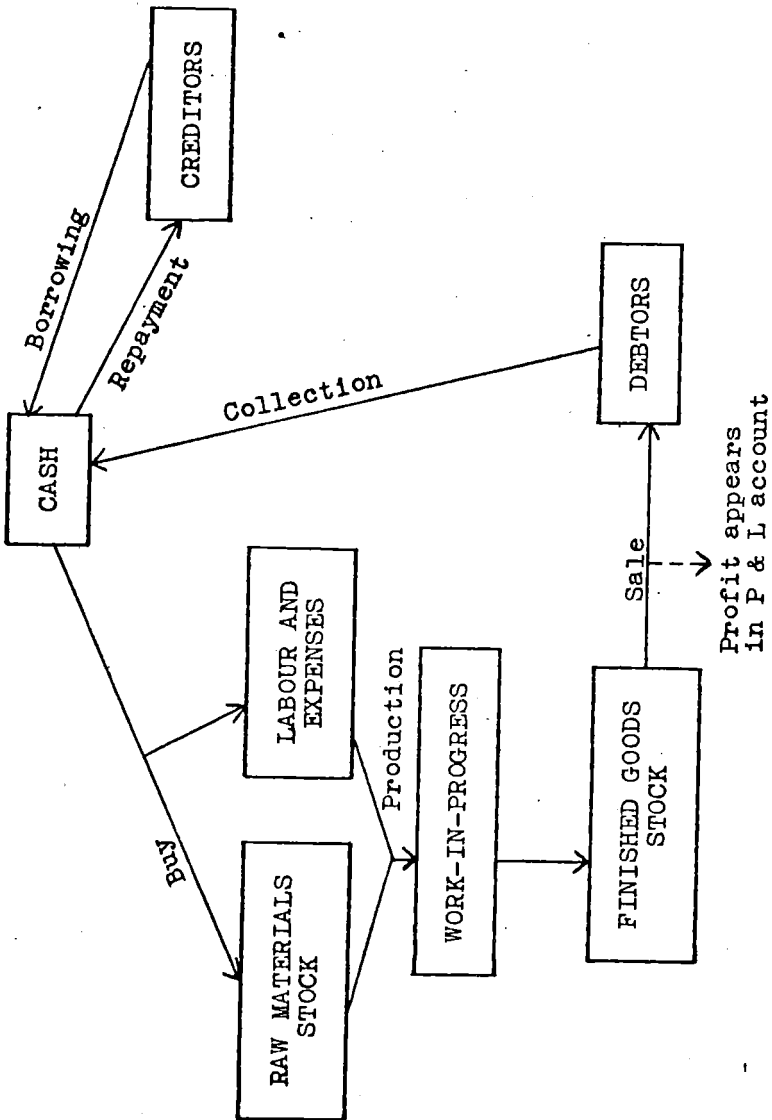 CASH
Borrowing
Repayment
CREDITORS
Buy
Collection
RAW MATERIALS
STOCK
LABOUR AND
EXPENSES
Production
WORK-IN-PROGRESS
FINISHED GOODS
STOCK
Sale
DEBTORS
Profit appears
in P & L account